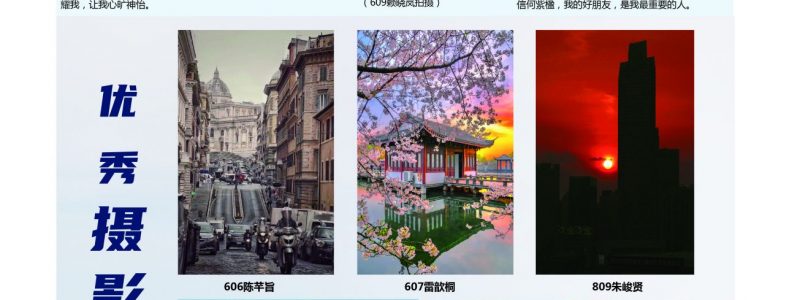 耀我，让我心旷神怡。
（609赖晓岚拍摄）
信何紫楹，我的好朋友，是我最重要的人。
优秀摄影
606陈芊旨
607雷歆桐
809朱峻贤